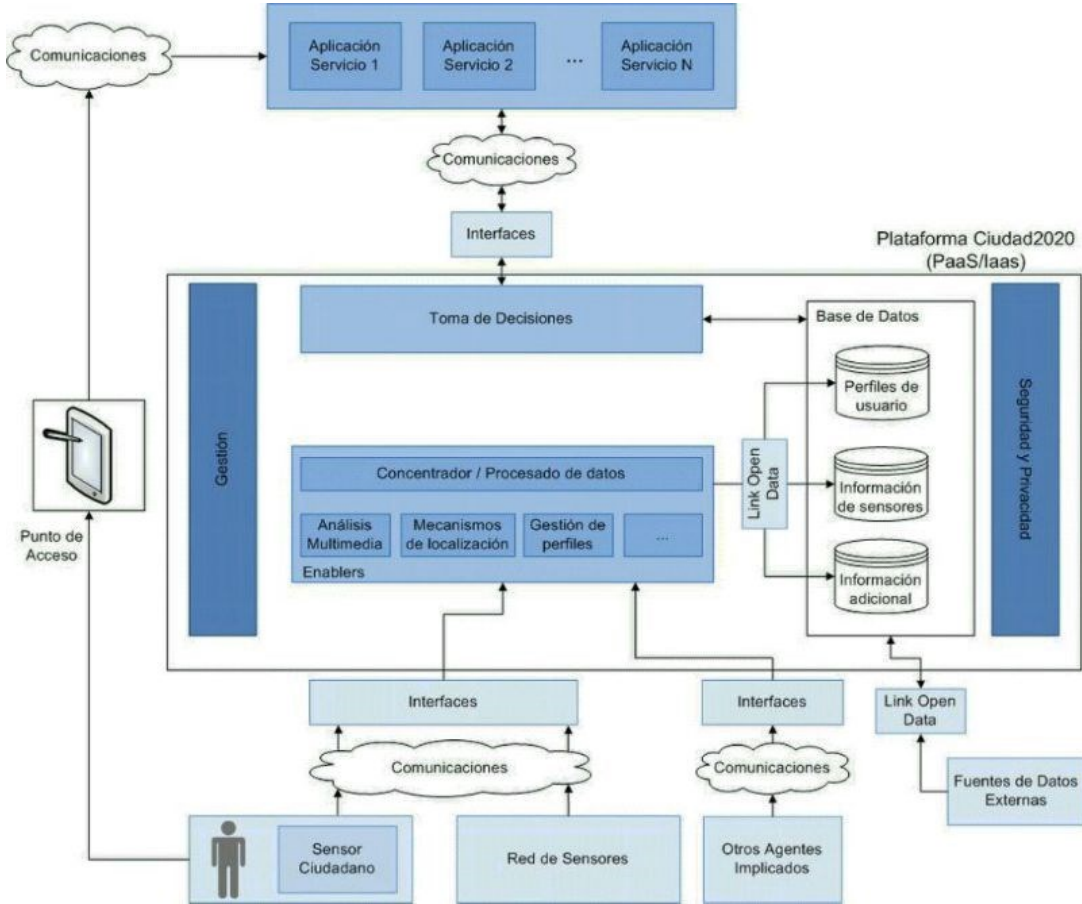 Comunicaciones
Aplicación
Servicio 1
Aplicación
Servicio 2
...
Aplicación
Servicio N
Comunicaciones
Interfaces
Plataforma Ciudad2020
(PaaS/Iaas)
Gestión
Toma de Decisiones
Base de Datos
Perfiles de
usuario
Información
de sensores
Información
adicional
Seguridad y Privacidad
Link Open
Data
Concentrador / Procesado de datos
Análisis
Multimedia
Mecanismos
de localización
Gestión de
perfiles
...
Enablers
Punto de
Acceso
Interfaces
Interfaces
Link Open
Data
Comunicaciones
Comunicaciones
Fuentes de Datos
Externas
Sensor
Ciudadano
Red de Sensores
Otros Agentes
Implicados